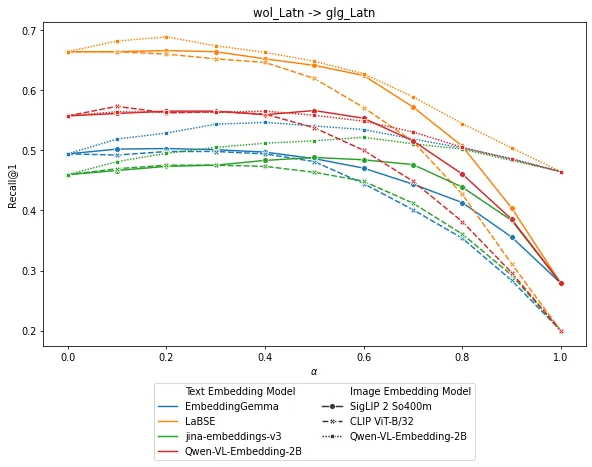 wol_Latn -> glg_Latn
0.7
0.6
0.5
0.4
0.3
0.2
Recall@1
0.0 0.2 0.4 0.6 0.8 1.0
α
Text Embedding Model Image Embedding Model
EmbeddingGemma SigLIP 2 So400m
LaBSE CLIP ViT-B/32
jina-embeddings-v3 Qwen-VL-Embedding-2B
Qwen-VL-Embedding-2B